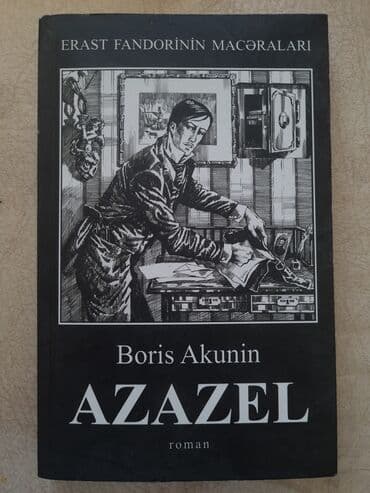 ERAST FANDORİNİN MACƏRALARI
Boris Akunin
AZAZEL
roman